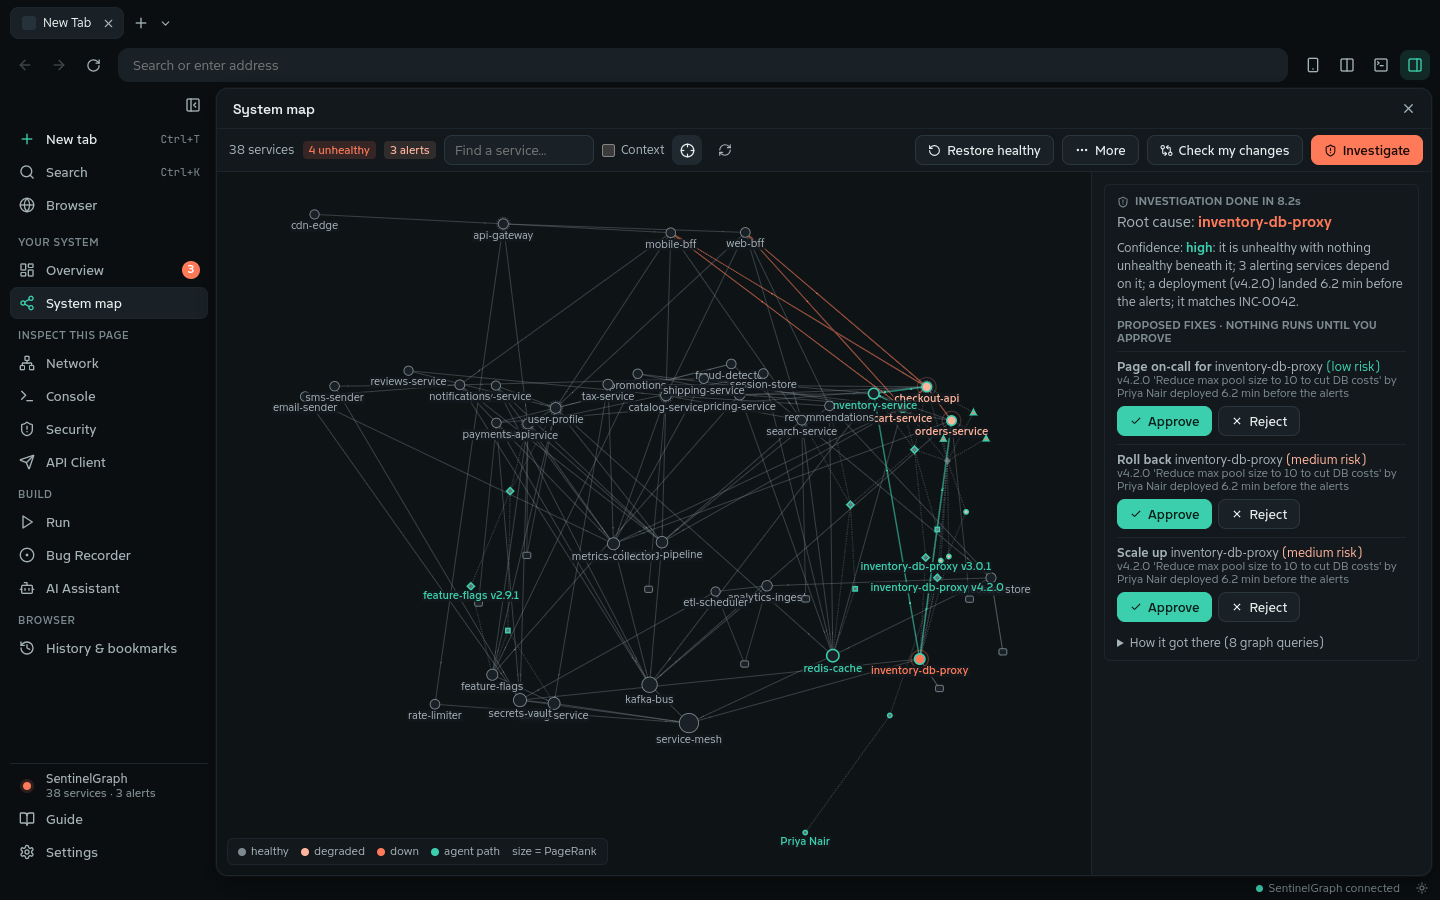 New Tab
Search or enter address
New tab Ctrl+T
Search Ctrl+K
Browser
YOUR SYSTEM
Overview 3
System map
INSPECT THIS PAGE
Network
Console
Security
API Client
BUILD
Run
Bug Recorder
AI Assistant
BROWSER
History & bookmarks
SentinelGraph
38 services · 3 alerts
Guide
Settings
System map
38 services 4 unhealthy 3 alerts Find a service... Context Restore healthy More Check my changes Investigate
cdn-edge
api-gateway
mobile-bff
web-bff
reviews-service
sms-sender
email-sender
notifications-service
promotions
tax-service
shipping-service
session-store
catalog-service
pricing-service
user-profile
payments-api
recommendations
search-service
inventory-service
checkout-api
cart-service
orders-service
metrics-collector
-pipeline
inventory-db-proxy v3.0.1
inventory-db-proxy v4.2.0
store
feature-flags v2.9.1
etl-scheduler
analytics-ingest
redis-cache
inventory-db-proxy
feature-flags
rate-limiter
secrets-vault
service
kafka-bus
service-mesh
Priya Nair
healthy degraded down agent path size = PageRank
INVESTIGATION DONE IN 8.2s
Root cause: inventory-db-proxy
Confidence: high: it is unhealthy with nothing
unhealthy beneath it; 3 alerting services depend
on it; a deployment (v4.2.0) landed 6.2 min before
the alerts; it matches INC-0042.
PROPOSED FIXES · NOTHING RUNS UNTIL YOU
APPROVE
Page on-call for inventory-db-proxy (low risk)
v4.2.0 'Reduce max pool size to 10 to cut DB costs' by
Priya Nair deployed 6.2 min before the alerts
Approve Reject
Roll back inventory-db-proxy (medium risk)
v4.2.0 'Reduce max pool size to 10 to cut DB costs' by
Priya Nair deployed 6.2 min before the alerts
Approve Reject
Scale up inventory-db-proxy (medium risk)
v4.2.0 'Reduce max pool size to 10 to cut DB costs' by
Priya Nair deployed 6.2 min before the alerts
Approve Reject
How it got there (8 graph queries)
SentinelGraph connected